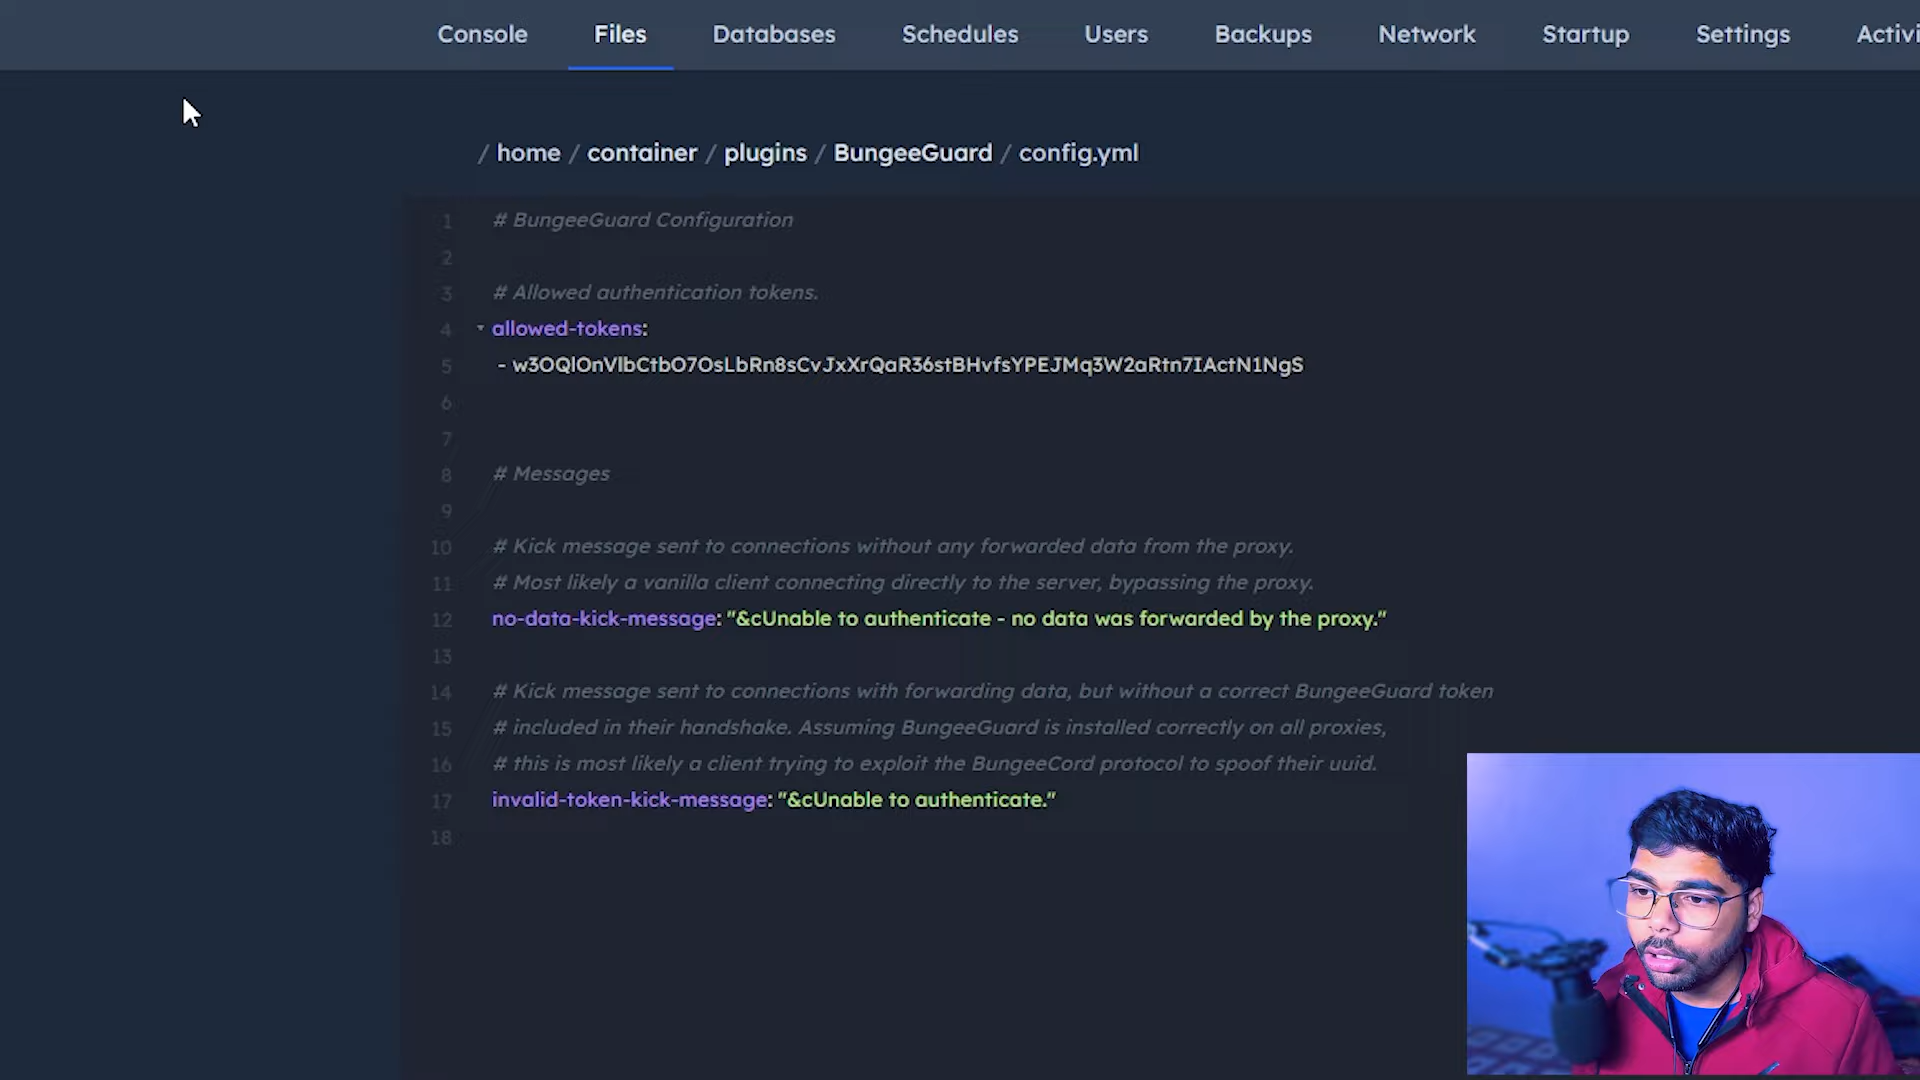 Console Files Databases Schedules Users Backups Network Startup Settings Activi
/ home / container / plugins / BungeeGuard / config.yml
1 # BungeeGuard Configuration
2
3 # Allowed authentication tokens.
4 allowed-tokens:
5 - w3OQlOnVlbCtbO7OsLbRn8sCvJxXrQaR36stBHvfsYPEJMq3W2aRtn7IActN1NgS
6
7
8 # Messages
9
10 # Kick message sent to connections without any forwarded data from the proxy.
11 # Most likely a vanilla client connecting directly to the server, bypassing the proxy.
12 no-data-kick-message: "&cUnable to authenticate - no data was forwarded by the proxy."
13
14 # Kick message sent to connections with forwarding data, but without a correct BungeeGuard token
15 # included in their handshake. Assuming BungeeGuard is installed correctly on all proxies,
16 # this is most likely a client trying to exploit the BungeeCord protocol to spoof their uuid.
17 invalid-token-kick-message: "&cUnable to authenticate."
18